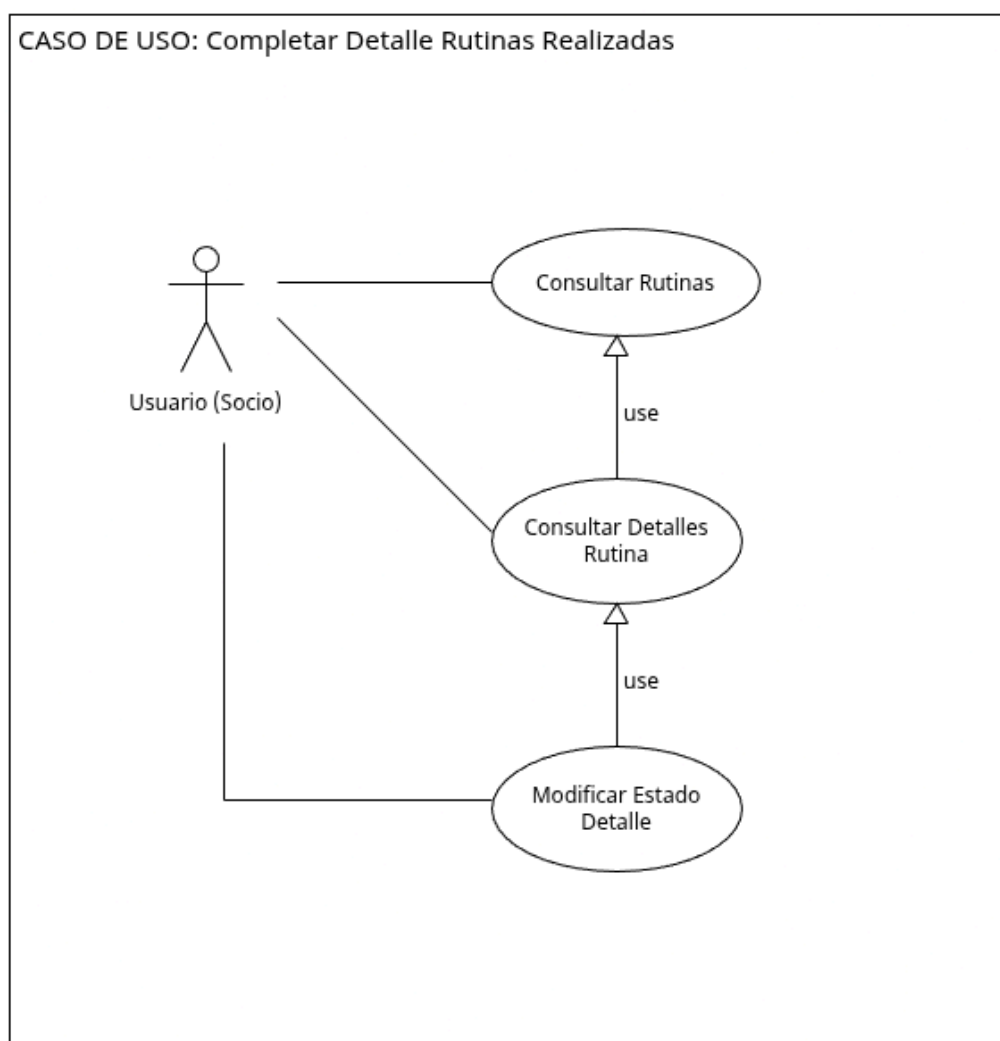 CASO DE USO: Completar Detalle Rutinas Realizadas
Consultar Rutinas
Usuario (Socio)
use
Consultar Detalles
Rutina
use
Modificar Estado
Detalle